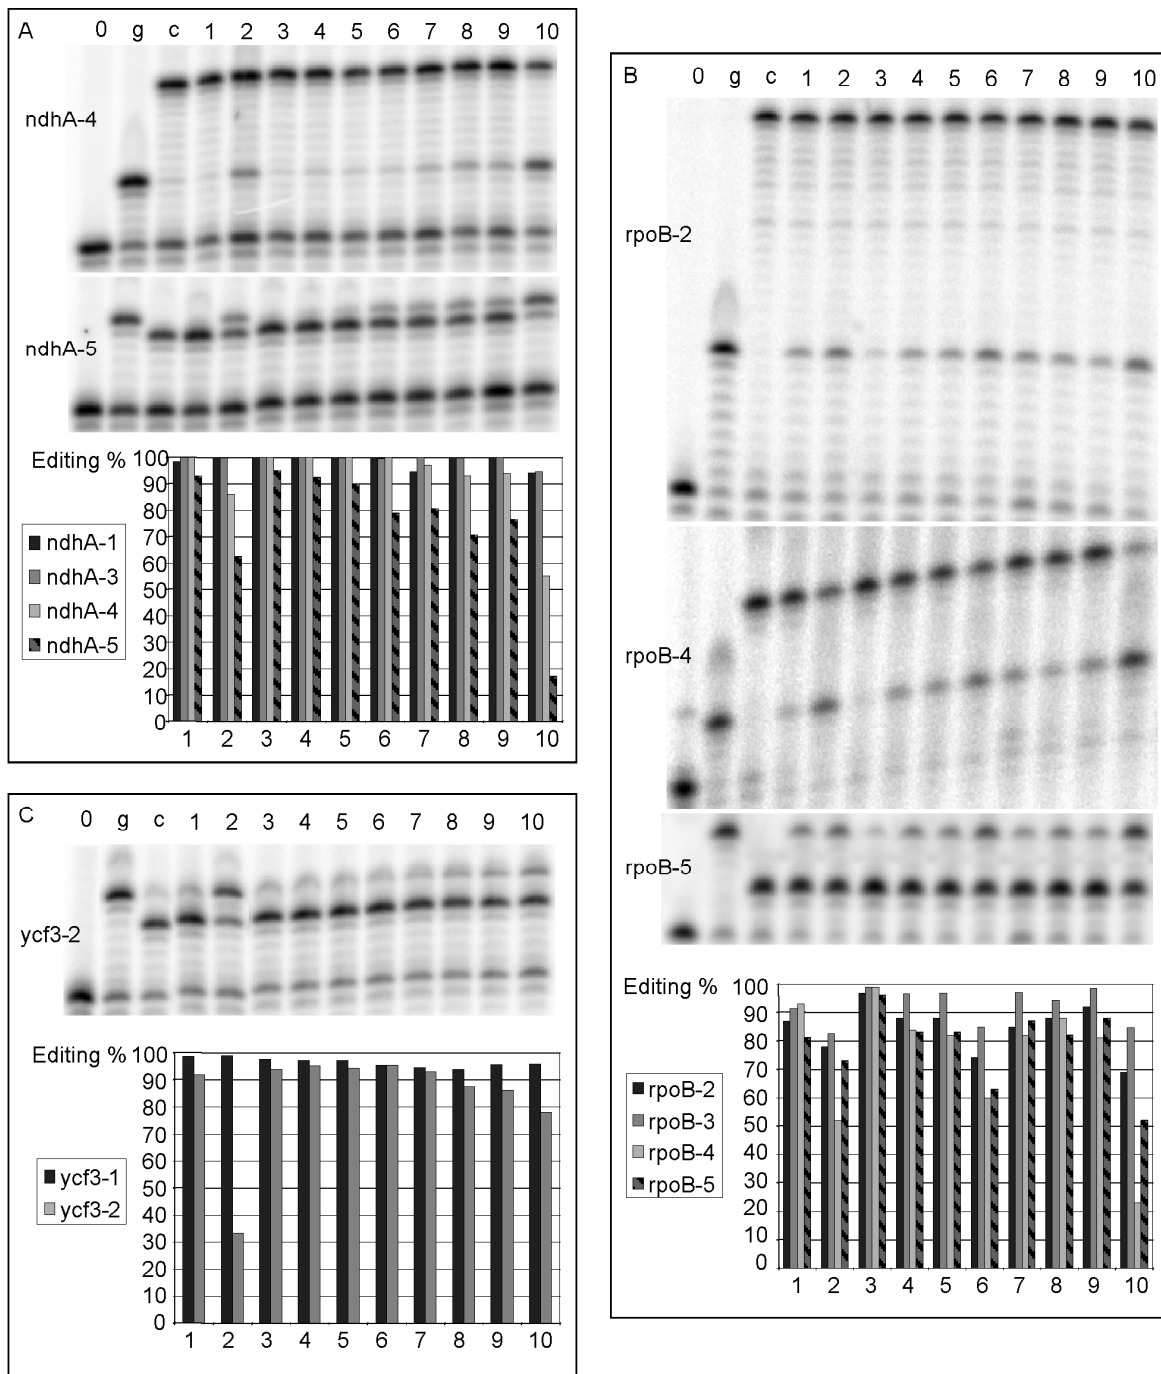 A
0 g c 1 2 3 4 5 6 7 8 9 10
ndhA-4
ndhA-5
Editing %
100
90
80
70
60
50
40
30
20
10
0
ndhA-1
ndhA-3
ndhA-4
ndhA-5
1 2 3 4 5 6 7 8 9 10
B
0 g c 1 2 3 4 5 6 7 8 9 10
rpoB-2
rpoB-4
rpoB-5
Editing %
100
90
80
70
60
50
40
30
20
10
0
rpoB-2
rpoB-3
rpoB-4
rpoB-5
1 2 3 4 5 6 7 8 9 10
C
0 g c 1 2 3 4 5 6 7 8 9 10
ycf3-2
Editing %
100
90
80
70
60
50
40
30
20
10
0
ycf3-1
ycf3-2
1 2 3 4 5 6 7 8 9 10